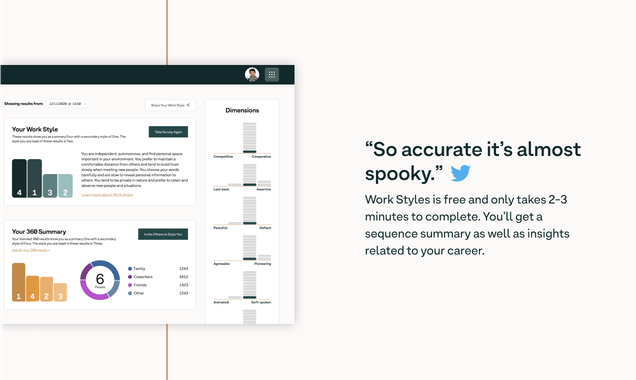 Showing results from:
12/1/2020 at 11:50
Share Your Work Style
Your Work Style
Take Survey Again
These results show you as a primary Four with a secondary style of One. The
style you are used in these results is Two.
You are independent, autonomous, and find personal space
important in your environment. You prefer to maintain a
comfortable distance from others and tend to build trust
slowly when meeting new people. You choose your words
carefully and are slow to reveal personal information to
others. You tend to be private in nature and prefer to listen and
observe new people and situations.
Learn more about Work Styles
4 1 3 2
Your 360 Summary
Invite Others to Style You
Your blended 360 results show you as a primary One with a secondary
style of Four. The style you are least used in these results is Three.
1 4 2 3
6
People
Family 1243
Coworkers 3412
Friends 1423
Other 1243
Dimensions
Competitive Cooperative
Laid-back Assertive
Peaceful Defiant
Agreeable Pioneering
Animated Soft-spoken
“So accurate it’s almost
spooky.”
Work Styles is free and only takes 2-3
minutes to complete. You’ll get a
sequence summary as well as insights
related to your career.